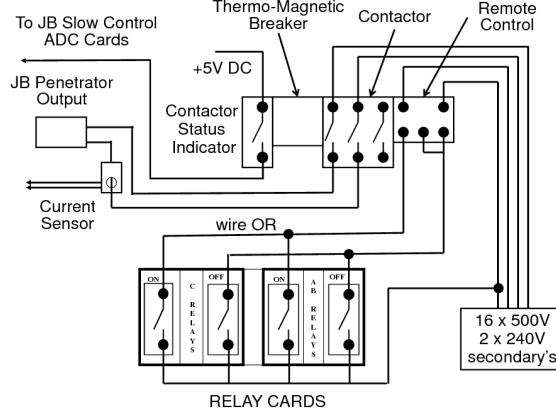 Thermo-Magnetic
Breaker
Contactor
Remote
Control
To JB Slow Control
ADC Cards
+5V DC
JB Penetrator
Output
Contactor
Status
Indicator
Current
Sensor
wire OR
ON
C RELAYS
OFF
ON
AB RELAYS
OFF
16 x 500V
2 x 240V
secondary's
RELAY CARDS